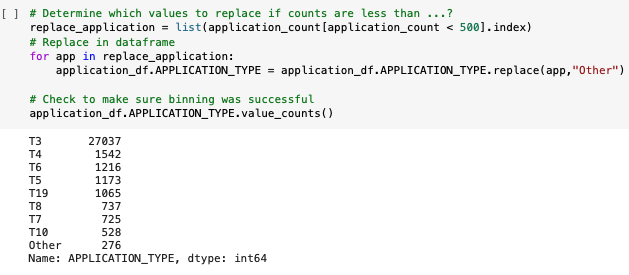 [ ] # Determine which values to replace if counts are less than ...?
replace_application = list(application_count[application_count < 500].index)
# Replace in dataframe
for app in replace_application:
    application_df.APPLICATION_TYPE = application_df.APPLICATION_TYPE.replace(app,"Other")

# Check to make sure binning was successful
application_df.APPLICATION_TYPE.value_counts()

T3       27037
T4        1542
T6        1216
T5        1173
T19       1065
T8         737
T7         725
T10        528
Other      276
Name: APPLICATION_TYPE, dtype: int64